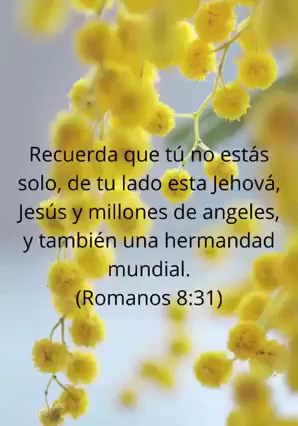 Recuerda que tú no estás
solo, de tu lado esta Jehová,
Jesús y millones de angeles,
y también una hermandad
mundial.
(Romanos 8:31)